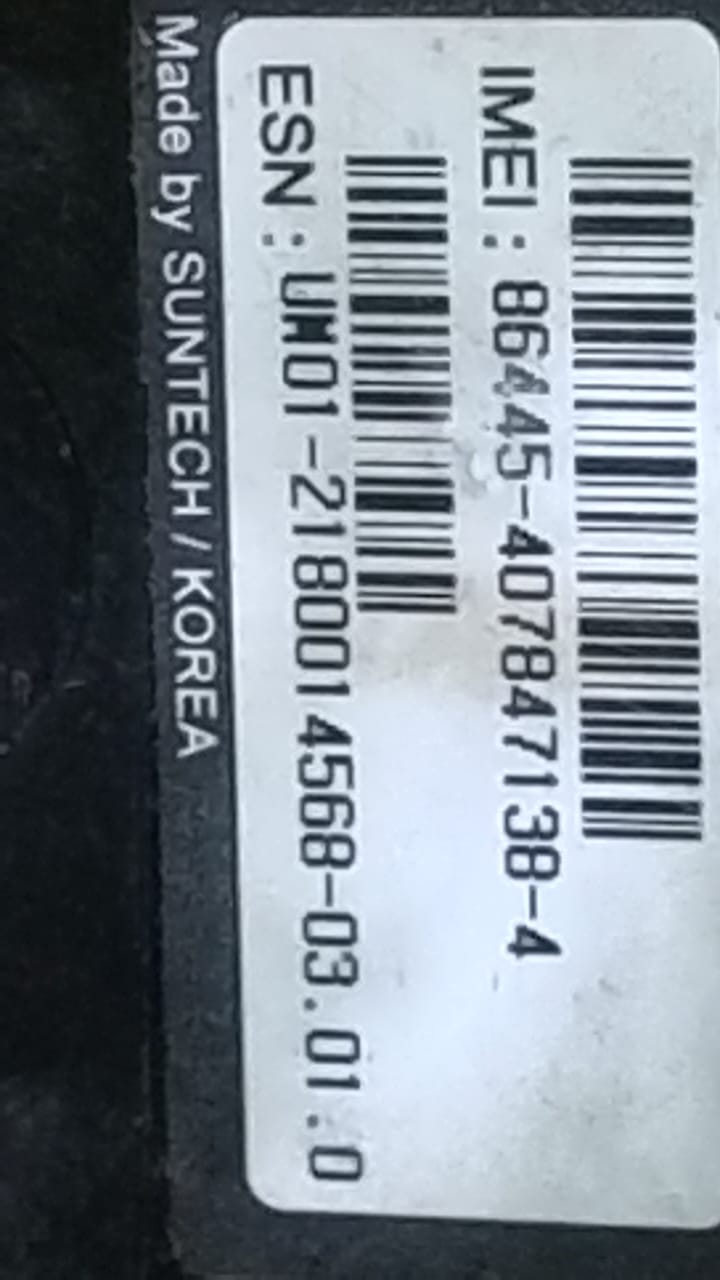 IMEI : 86445-407847138-4
ESN : UM01-2180014568-03.01.0
Made by SUNTECH / KOREA